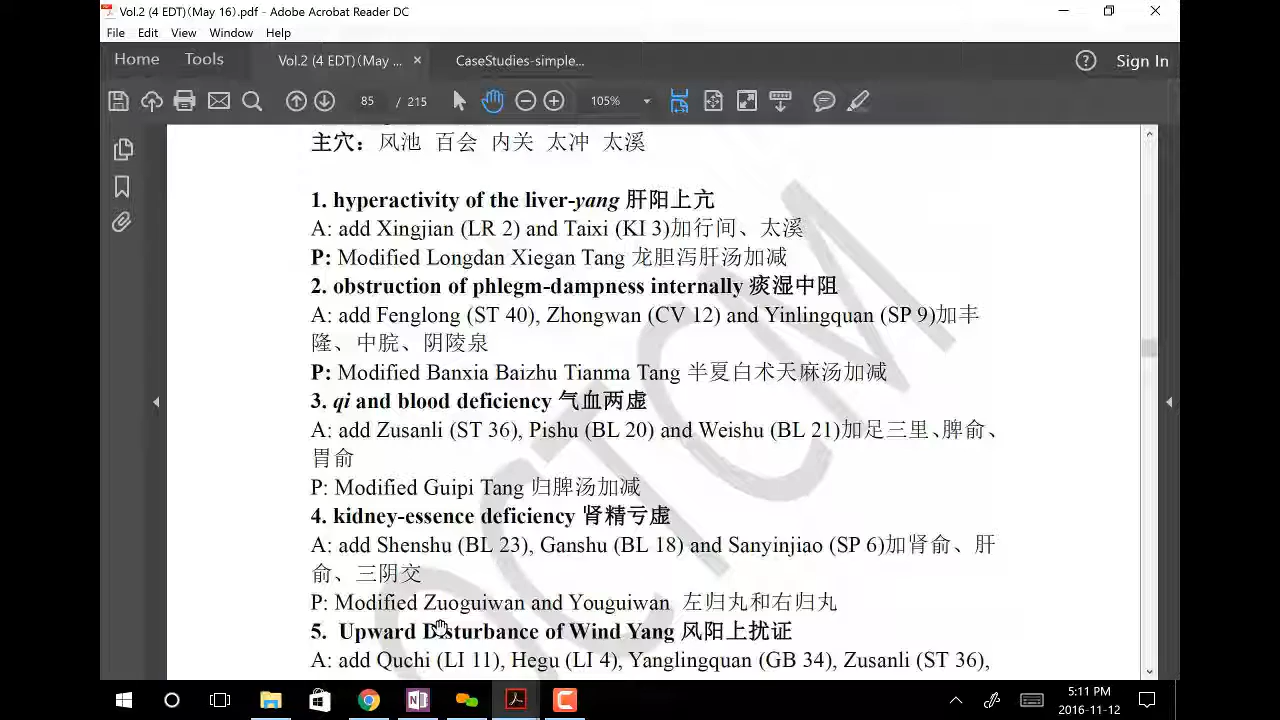 Vol.2 (4 EDT)(May 16).pdf - Adobe Acrobat Reader DC
File Edit View Window Help
Home Tools Vol.2 (4 EDT)(May ... × CaseStudies-simple... ? Sign In
85 / 215 105%
主穴：风池 百会 内关 太冲 太溪
1. hyperactivity of the liver-yang 肝阳上亢
A: add Xingjian (LR 2) and Taixi (KI 3)加行间、太溪
P: Modified Longdan Xiegan Tang 龙胆泻肝汤加减
2. obstruction of phlegm-dampness internally 痰湿中阻
A: add Fenglong (ST 40), Zhongwan (CV 12) and Yinlingquan (SP 9)加丰
隆、中脘、阴陵泉
P: Modified Banxia Baizhu Tianma Tang 半夏白术天麻汤加减
3. qi and blood deficiency 气血两虚
A: add Zusanli (ST 36), Pishu (BL 20) and Weishu (BL 21)加足三里、脾俞、
胃俞
P: Modified Guipi Tang 归脾汤加减
4. kidney-essence deficiency 肾精亏虚
A: add Shenshu (BL 23), Ganshu (BL 18) and Sanyinjiao (SP 6)加肾俞、肝
俞、三阴交
P: Modified Zuoguiwan and Youguiwan 左归丸和右归丸
5. Upward Disturbance of Wind Yang 风阳上扰证
A: add Quchi (LI 11), Hegu (LI 4), Yanglingquan (GB 34), Zusanli (ST 36),
OCTCM
5:11 PM
2016-11-12